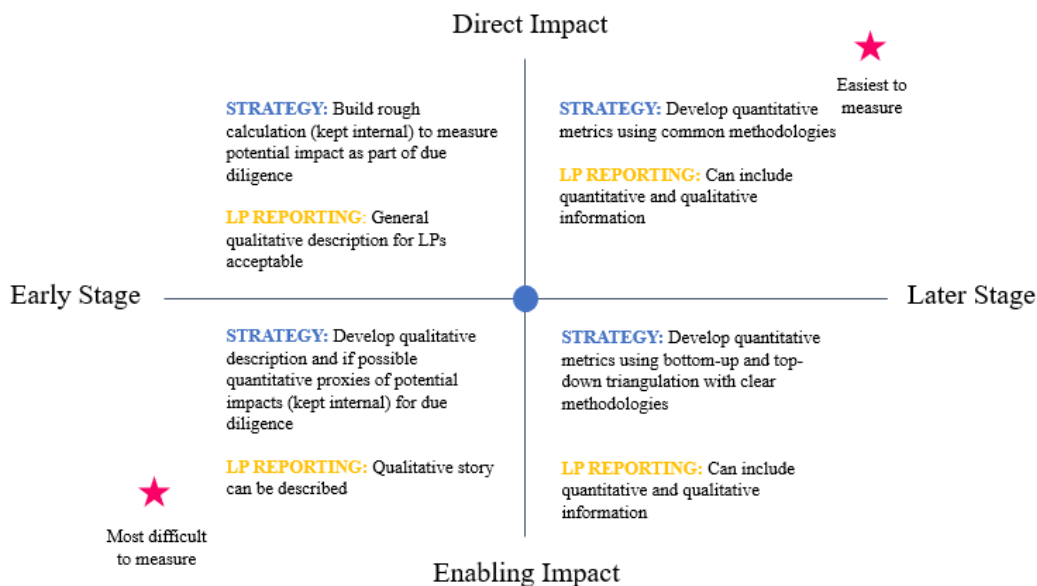 Direct Impact
Easiest to
measure
STRATEGY: Build rough
calculation (kept internal) to measure
potential impact as part of due
diligence
LP REPORTING: General
qualitative description for LPs
acceptable
STRATEGY: Develop quantitative
metrics using common methodologies
LP REPORTING: Can include
quantitative and qualitative
information
Early Stage
Later Stage
STRATEGY: Develop qualitative
description and if possible
quantitative proxies of potential
impacts (kept internal) for due
diligence
LP REPORTING: Qualitative story
can be described
STRATEGY: Develop quantitative
metrics using bottom-up and top-
down triangulation with clear
methodologies
LP REPORTING: Can include
quantitative and qualitative
information
Most difficult
to measure
Enabling Impact